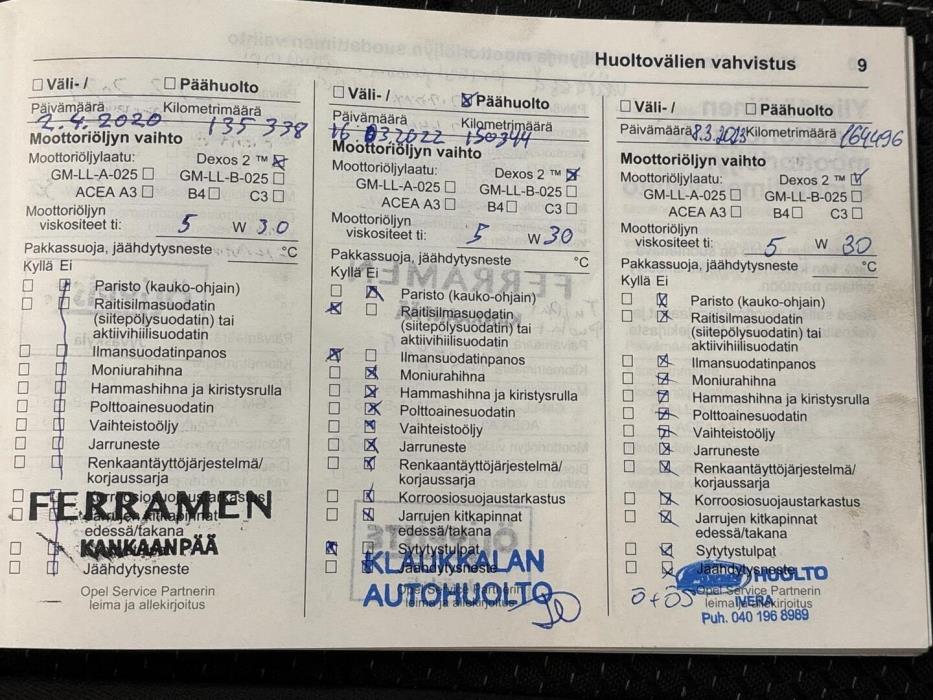 Huoltovälien vahvistus 9
☐ Väli- / ☐ Päähuolto
Päivämäärä Kilometrimäärä
2.4.2020 135 338
Moottoriöljyn vaihto
Moottoriöljylaatu: Dexos 2 ™ ☒
GM-LL-A-025 ☐ GM-LL-B-025 ☐
ACEA A3 ☐ B4 ☐ C3 ☐
Moottoriöljyn
viskositeet ti: 5 W 30
Pakkassuoja, jäähdytysneste °C
Kyllä Ei
Paristo (kauko-ohjain)
Raitisilmasuodatin
(siitepölysuodatin) tai
aktiivihiilisuodatin
Ilmansuodatinpanos
Moniurahihna
Hammashihna ja kiristysrulla
Polttoainesuodatin
Vaihteistoöljy
Jarruneste
Renkaantäyttöjärjestelmä/
korjaussarja
FERRAMEN
Jarrujen kitkapinnat
edessä/takana
KANKAANPÄÄ
Jäähdytysneste
Opel Service Partnerin
leima ja allekirjoitus
☐ Väli- / ☒ Päähuolto
Päivämäärä Kilometrimäärä
16.03.2022 150344
Moottoriöljyn vaihto
Moottoriöljylaatu: Dexos 2 ™ ☒
GM-LL-A-025 ☐ GM-LL-B-025 ☐
ACEA A3 ☐ B4 ☐ C3 ☐
Moottoriöljyn
viskositeet ti: 5 W 30
Pakkassuoja, jäähdytysneste °C
Kyllä Ei
☐ ☒ Paristo (kauko-ohjain)
☒ ☐ Raitisilmasuodatin
(siitepölysuodatin) tai
aktiivihiilisuodatin
☒ ☐ Ilmansuodatinpanos
☐ ☒ Moniurahihna
☐ ☒ Hammashihna ja kiristysrulla
☐ ☒ Polttoainesuodatin
☐ ☒ Vaihteistoöljy
☐ ☒ Jarruneste
☐ ☒ Renkaantäyttöjärjestelmä/
korjaussarja
☐ ☒ Korroosiosuojaustarkastus
☐ ☒ Jarrujen kitkapinnat
edessä/takana
☒ ☐ Sytytystulpat
KLAUKKALAN
☐ ☒ Jäähdytysneste
AUTOHUOLTO
leima ja allekirjoitus
☐ Väli- / ☐ Päähuolto
Päivämäärä 8.3.2023 Kilometrimäärä 164496
Moottoriöljyn vaihto
Moottoriöljylaatu: Dexos 2 ™ ☑
GM-LL-A-025 ☐ GM-LL-B-025 ☐
ACEA A3 ☐ B4 ☐ C3 ☐
Moottoriöljyn
viskositeet ti: 5 W 30
Pakkassuoja, jäähdytysneste °C
Kyllä Ei
☐ ☒ Paristo (kauko-ohjain)
☐ ☒ Raitisilmasuodatin
(siitepölysuodatin) tai
aktiivihiilisuodatin
☐ ☒ Ilmansuodatinpanos
☐ ☒ Moniurahihna
☐ ☒ Hammashihna ja kiristysrulla
☐ ☒ Polttoainesuodatin
☐ ☒ Vaihteistoöljy
☐ ☒ Jarruneste
☐ ☒ Renkaantäyttöjärjestelmä/
korjaussarja
☐ ☒ Korroosiosuojaustarkastus
☐ ☒ Jarrujen kitkapinnat
edessä/takana
☐ ☒ Sytytystulpat
☐ ☒ Jäähdytysneste
HUOLTO
Opel Service Partnerin
ö+ös leima ja allekirjoitus
IVERA
Puh. 040 196 8989